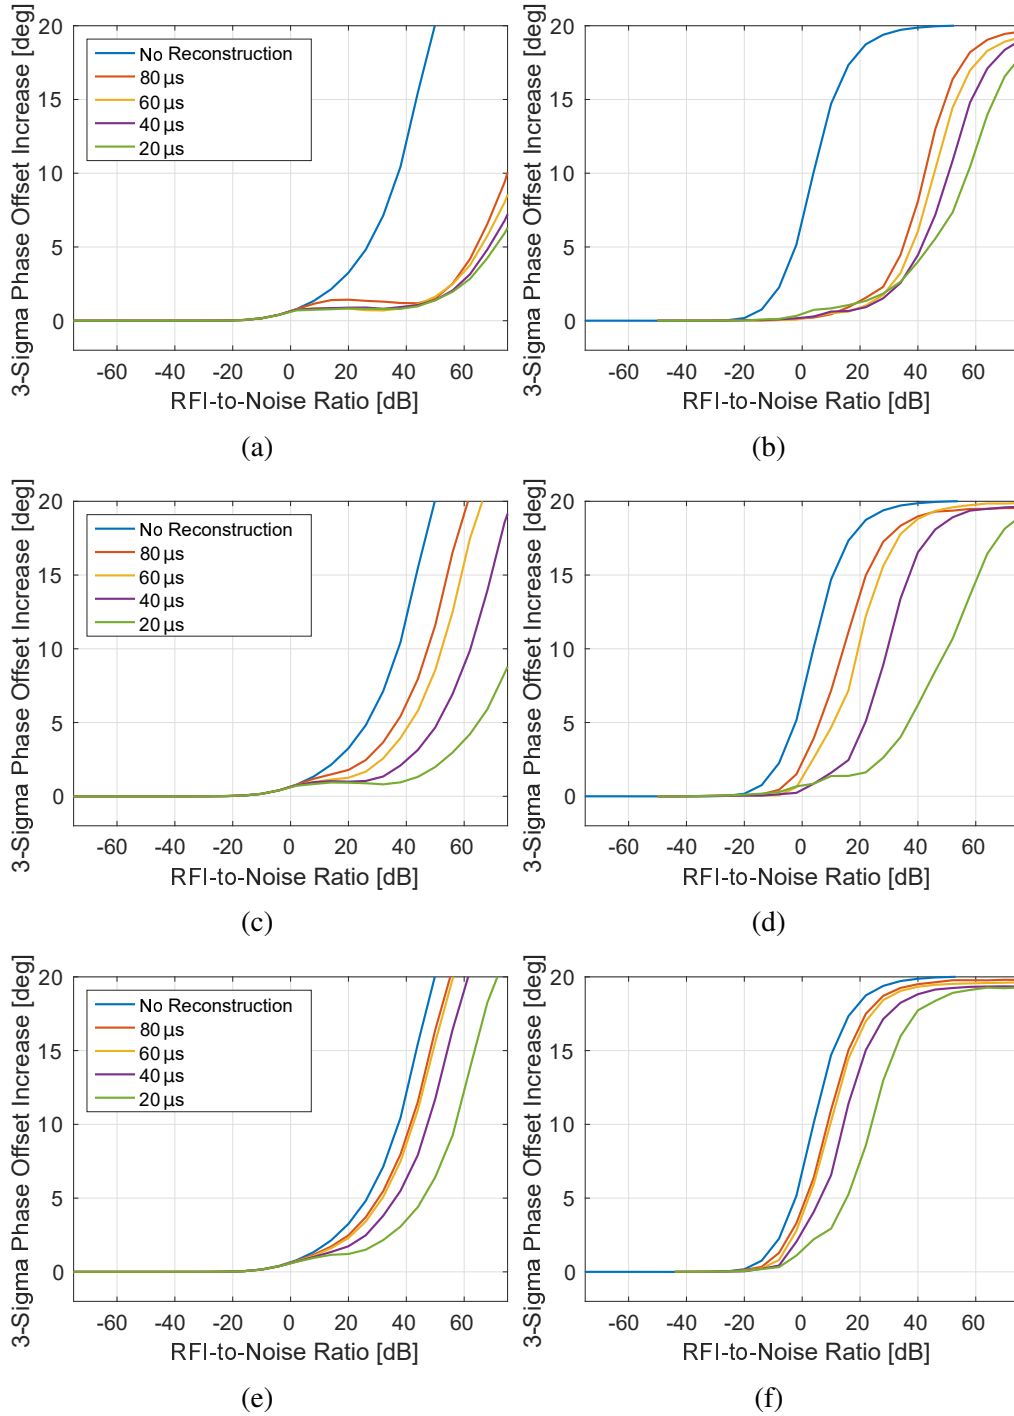 3-Sigma Phase Offset Increase [deg]
20
15
10
5
0
No Reconstruction
80 µs
60 µs
40 µs
20 µs
-60 -40 -20 0 20 40 60
RFI-to-Noise Ratio [dB]
(a)
3-Sigma Phase Offset Increase [deg]
20
15
10
5
0
-60 -40 -20 0 20 40 60
RFI-to-Noise Ratio [dB]
(b)
3-Sigma Phase Offset Increase [deg]
20
15
10
5
0
No Reconstruction
80 µs
60 µs
40 µs
20 µs
-60 -40 -20 0 20 40 60
RFI-to-Noise Ratio [dB]
(c)
3-Sigma Phase Offset Increase [deg]
20
15
10
5
0
-60 -40 -20 0 20 40 60
RFI-to-Noise Ratio [dB]
(d)
3-Sigma Phase Offset Increase [deg]
20
15
10
5
0
No Reconstruction
80 µs
60 µs
40 µs
20 µs
-60 -40 -20 0 20 40 60
RFI-to-Noise Ratio [dB]
(e)
3-Sigma Phase Offset Increase [deg]
20
15
10
5
0
-60 -40 -20 0 20 40 60
RFI-to-Noise Ratio [dB]
(f)